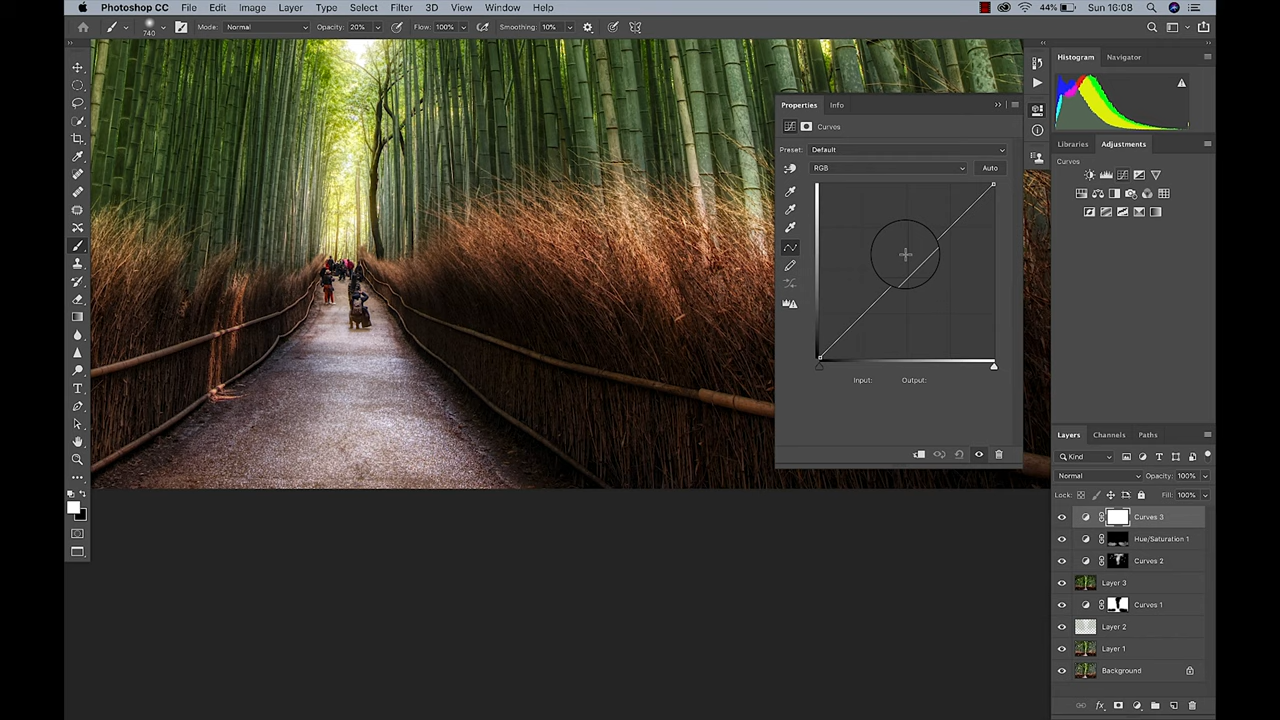 Photoshop CC File Edit Image Layer Type Select Filter 3D View Window Help 44% Sun 16:08
740 Mode: Normal Opacity: 20% Flow: 100% Smoothing: 10%
Histogram Navigator
Properties Info
Curves
Preset: Default
RGB Auto
Input: Output:
Libraries Adjustments
Curves
Layers Channels Paths
Kind
Normal Opacity: 100%
Lock: Fill: 100%
Curves 3
Hue/Saturation 1
Curves 2
Layer 3
Curves 1
Layer 2
Layer 1
Background